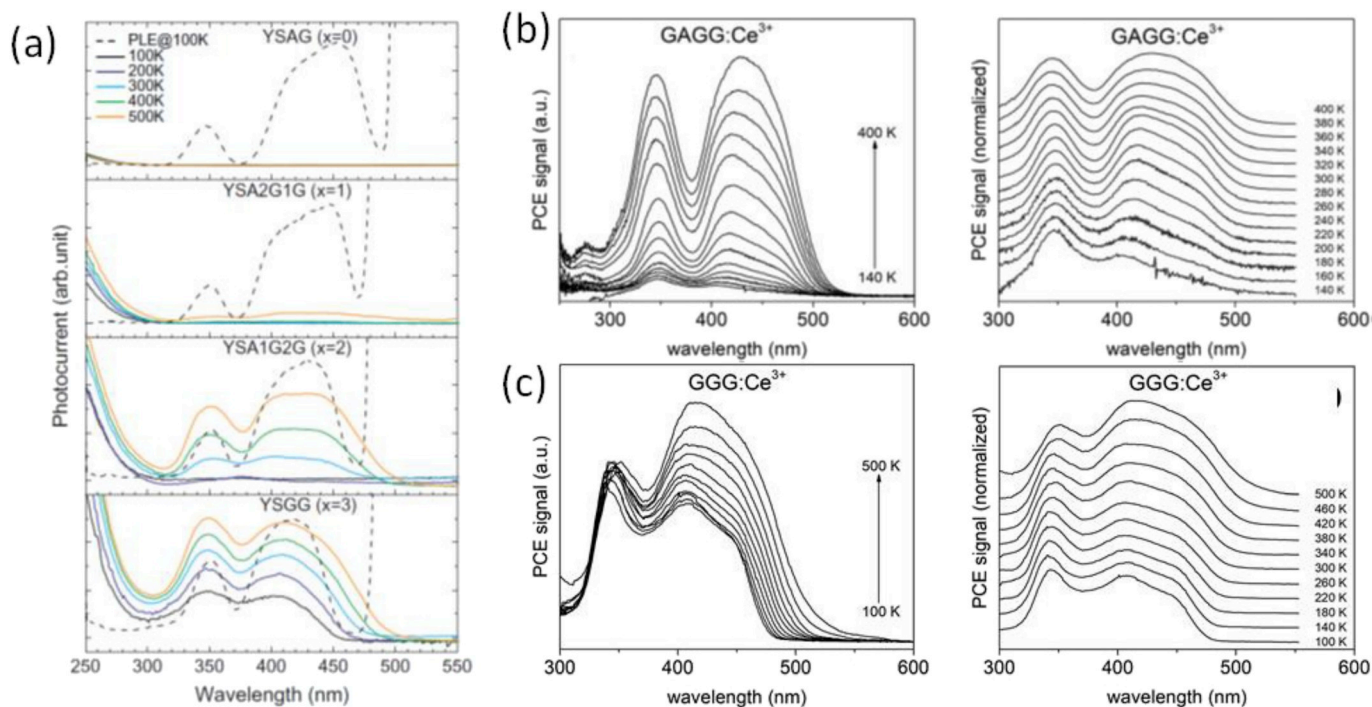 (a)
PLE@100K
100K
200K
300K
400K
500K
YSAG (x=0)
YSA2G1G (x=1)
YSA1G2G (x=2)
YSGG (x=3)
Photocurrent (arb.unit)
250 300 350 400 450 500 550
Wavelength (nm)
(b)
GAGG:Ce3+
PCE signal (a.u.)
400 K
140 K
300 400 500 600
wavelength (nm)
GAGG:Ce3+
PCE signal (normalized)
400 K
380 K
360 K
340 K
320 K
300 K
280 K
260 K
240 K
220 K
200 K
180 K
160 K
140 K
300 400 500 600
wavelength (nm)
(c)
GGG:Ce3+
PCE signal (a.u.)
500 K
100 K
300 400 500 600
wavelength (nm)
GGG:Ce3+
)
PCE signal (normalized)
500 K
460 K
420 K
380 K
340 K
300 K
260 K
220 K
180 K
140 K
100 K
300 400 500 600
wavelength (nm)